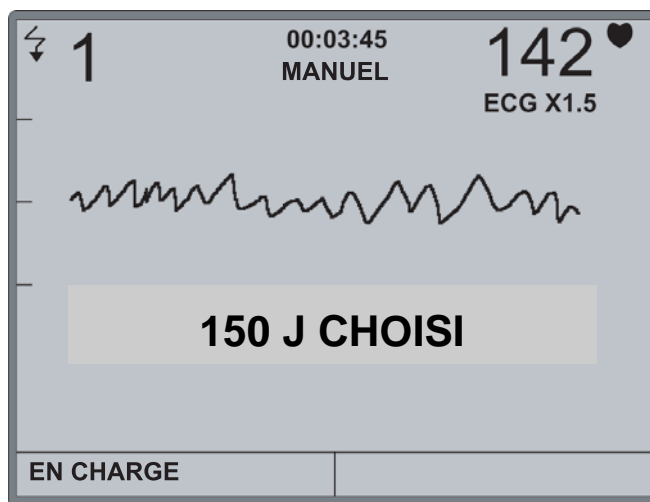 1 00:03:45 142
MANUEL
ECG X1.5
150 J CHOISI
EN CHARGE